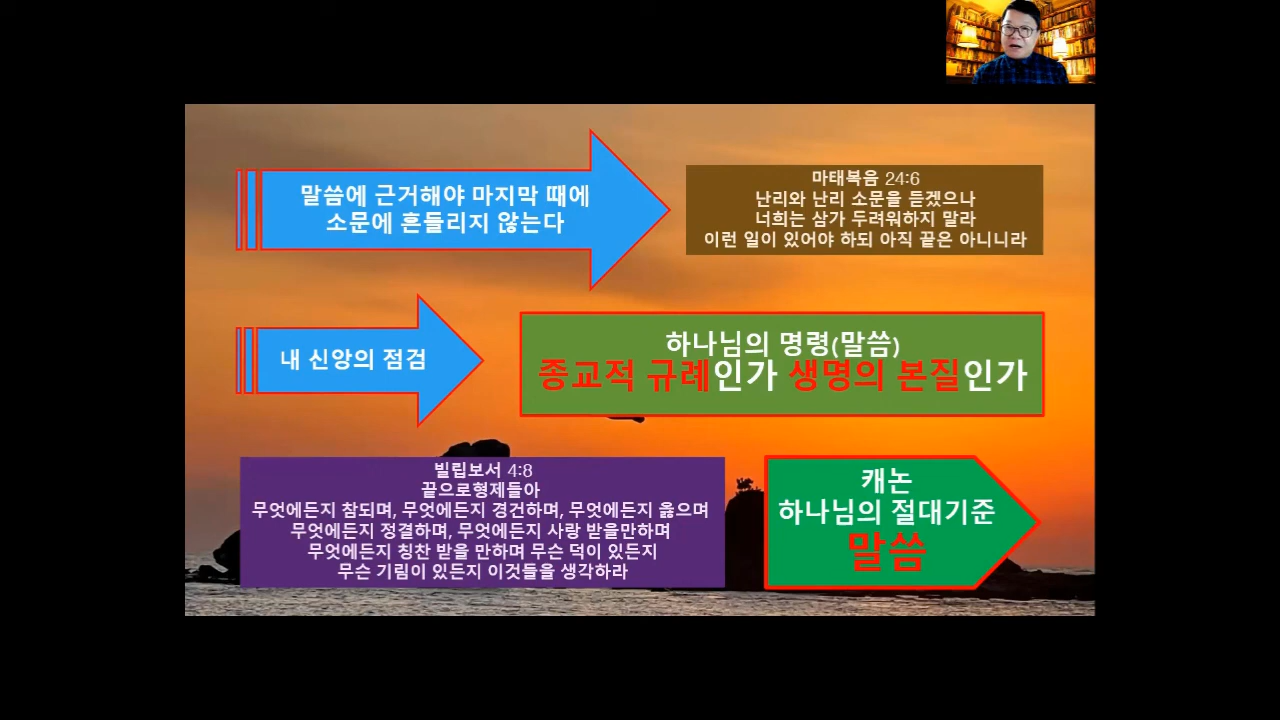 말씀에 근거해야 마지막 때에
소문에 흔들리지 않는다
마태복음 24:6
난리와 난리 소문을 듣겠으나
너희는 삼가 두려워하지 말라
이런 일이 있어야 하되 아직 끝은 아니니라
내 신앙의 점검
하나님의 명령(말씀)
종교적 규례인가 생명의 본질인가
빌립보서 4:8
끝으로형제들아
무엇에든지 참되며, 무엇에든지 경건하며, 무엇에든지 옳으며
무엇에든지 정결하며, 무엇에든지 사랑 받을만하며
무엇에든지 칭찬 받을 만하며 무슨 덕이 있든지
무슨 기림이 있든지 이것들을 생각하라
캐논
하나님의 절대기준
말씀